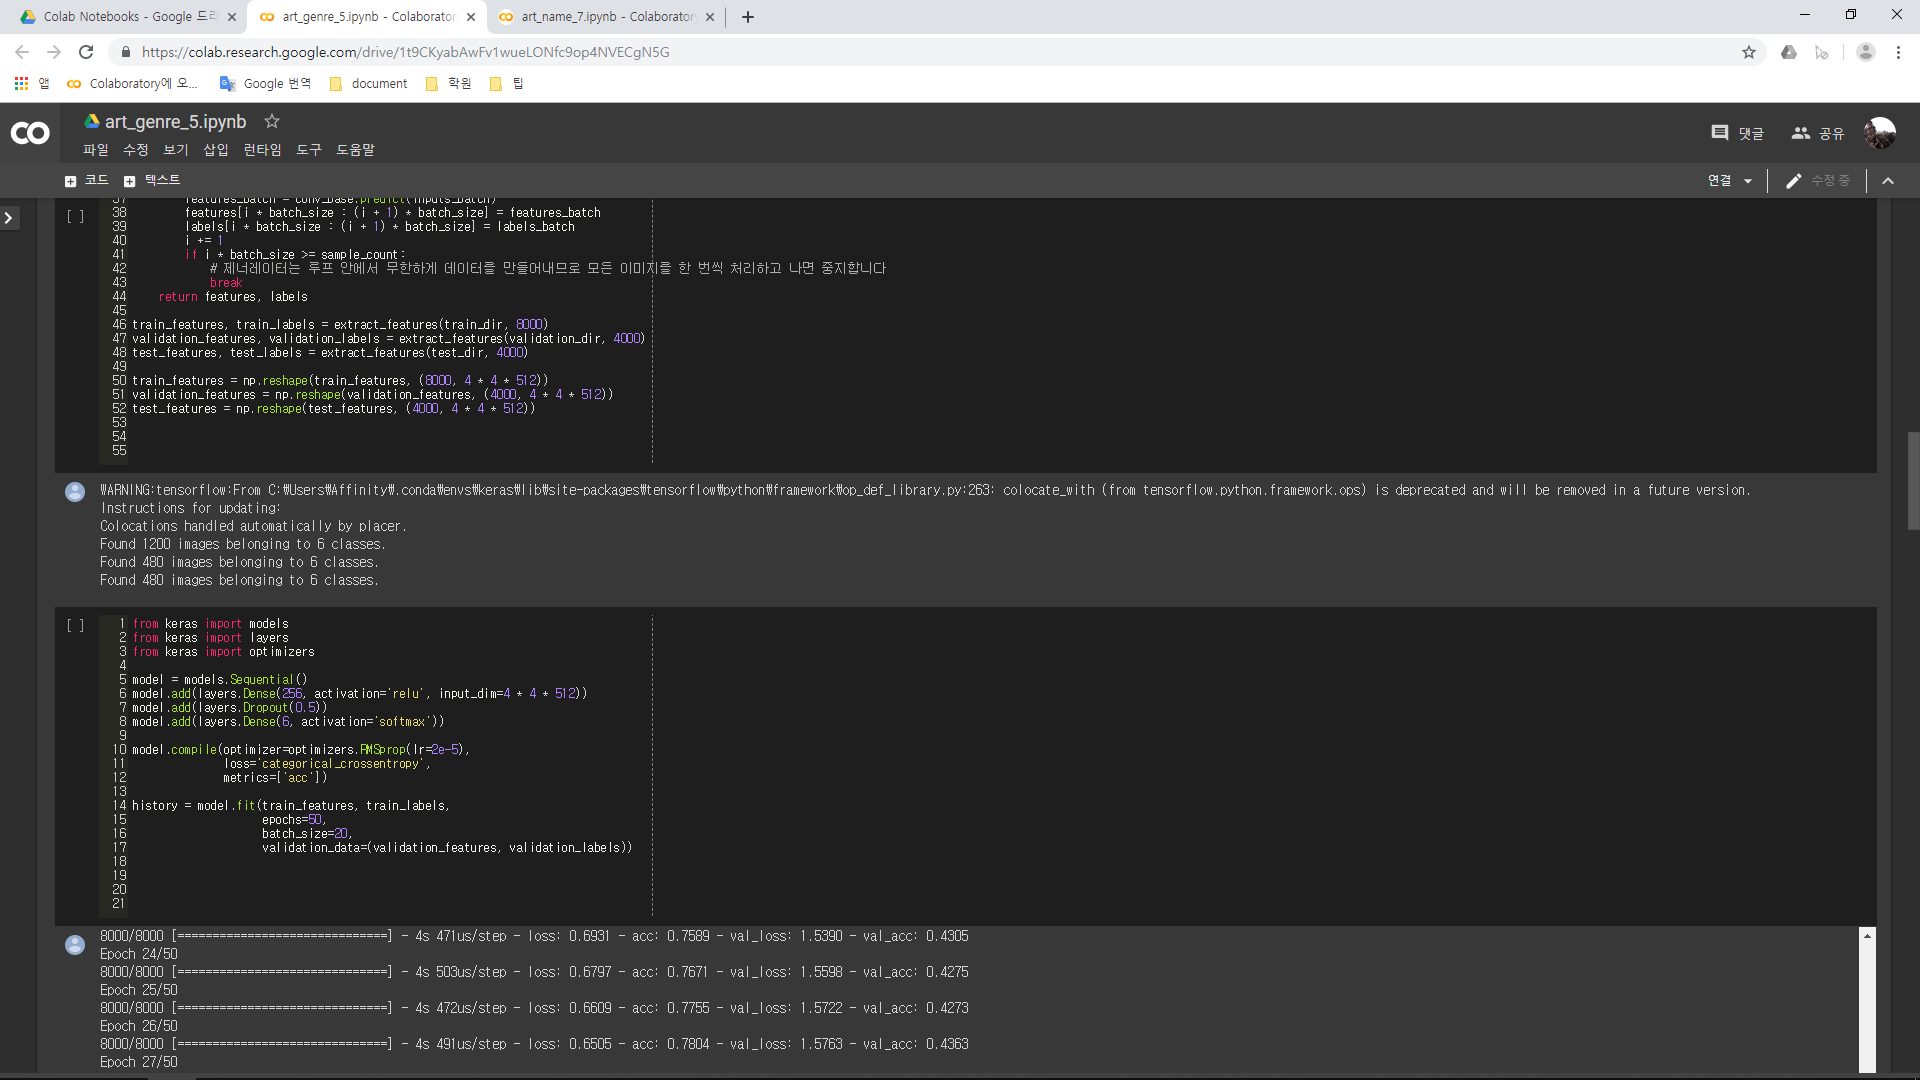 Colab Notebooks - Google 드라
art_genre_5.ipynb - Colaborator
art_name_7.ipynb - Colaborator
https://colab.research.google.com/drive/1t9CKyabAwFv1wueLONfc9op4NVECgN5G
앱
Colaboratory에 오...
Google 번역
document
학원
팁
CO
art_genre_5.ipynb
댓글
공유
파일 수정 보기 삽입 런타임 도구 도움말
코드
텍스트
연결
수정 중
[ ]
37 features_batch = conv_base.predict(inputs_batch)
38 features[i * batch_size : (i + 1) * batch_size] = features_batch
39 labels[i * batch_size : (i + 1) * batch_size] = labels_batch
40 i += 1
41 if i * batch_size >= sample_count:
42 # 제너레이터는 루프 안에서 무한하게 데이터를 만들어내므로 모든 이미지를 한 번씩 처리하고 나면 중지합니다
43 break
44 return features, labels
45
46 train_features, train_labels = extract_features(train_dir, 8000)
47 validation_features, validation_labels = extract_features(validation_dir, 4000)
48 test_features, test_labels = extract_features(test_dir, 4000)
49
50 train_features = np.reshape(train_features, (8000, 4 * 4 * 512))
51 validation_features = np.reshape(validation_features, (4000, 4 * 4 * 512))
52 test_features = np.reshape(test_features, (4000, 4 * 4 * 512))
53
54
55
WARNING:tensorflow:From C:\Users\Affinity\.conda\envs\keras\lib\site-packages\tensorflow\python\framework\op_def_library.py:263: colocate_with (from tensorflow.python.framework.ops) is deprecated and will be removed in a future version.
Instructions for updating:
Colocations handled automatically by placer.
Found 1200 images belonging to 6 classes.
Found 480 images belonging to 6 classes.
Found 480 images belonging to 6 classes.
[ ]
1 from keras import models
2 from keras import layers
3 from keras import optimizers
4
5 model = models.Sequential()
6 model.add(layers.Dense(256, activation='relu', input_dim=4 * 4 * 512))
7 model.add(layers.Dropout(0.5))
8 model.add(layers.Dense(6, activation='softmax'))
9
10 model.compile(optimizer=optimizers.RMSprop(lr=2e-5),
11 loss='categorical_crossentropy',
12 metrics=['acc'])
13
14 history = model.fit(train_features, train_labels,
15 epochs=50,
16 batch_size=20,
17 validation_data=(validation_features, validation_labels))
18
19
20
21
8000/8000 [==============================] - 4s 471us/step - loss: 0.6931 - acc: 0.7589 - val_loss: 1.5390 - val_acc: 0.4305
Epoch 24/50
8000/8000 [==============================] - 4s 503us/step - loss: 0.6797 - acc: 0.7671 - val_loss: 1.5598 - val_acc: 0.4275
Epoch 25/50
8000/8000 [==============================] - 4s 472us/step - loss: 0.6609 - acc: 0.7755 - val_loss: 1.5722 - val_acc: 0.4273
Epoch 26/50
8000/8000 [==============================] - 4s 491us/step - loss: 0.6505 - acc: 0.7804 - val_loss: 1.5763 - val_acc: 0.4363
Epoch 27/50